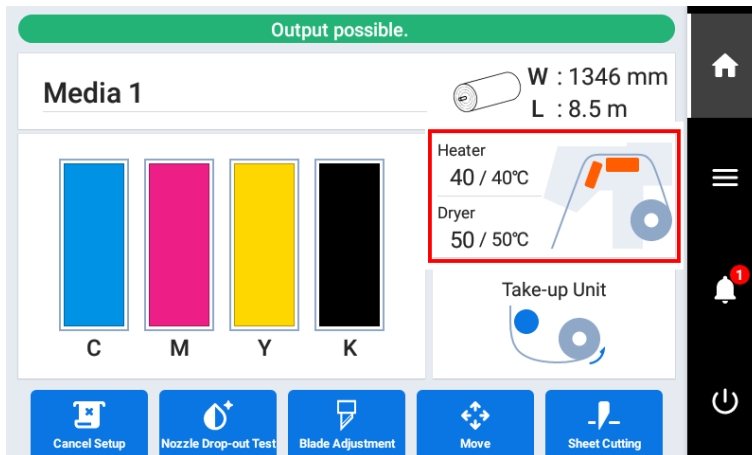 Output possible.
Media 1
W : 1346 mm
L : 8.5 m
Heater
40 / 40℃
Dryer
50 / 50℃
Take-up Unit
C M Y K
1
Cancel Setup
Nozzle Drop-out Test
Blade Adjustment
Move
Sheet Cutting